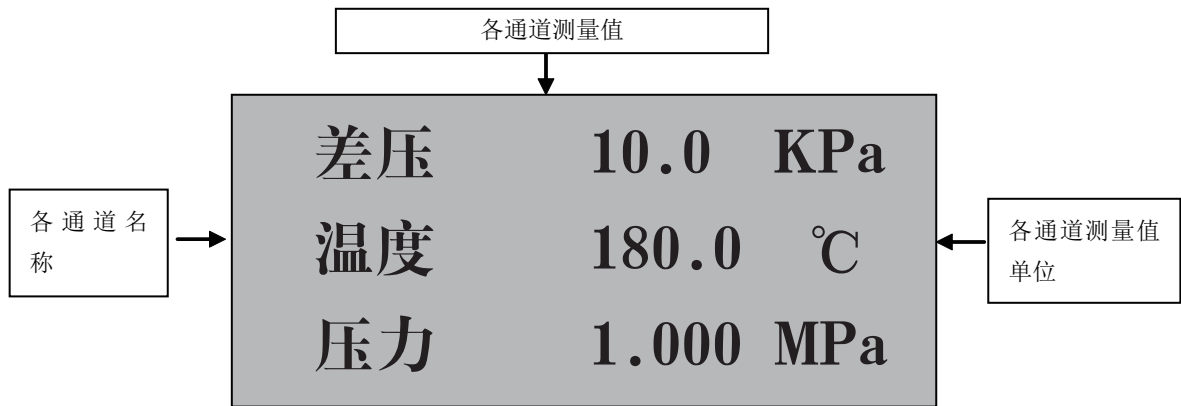 各通道测量值
差压 10.0 KPa
各通道名
称
温度 180.0 ℃
各通道测量值
单位
压力 1.000 MPa